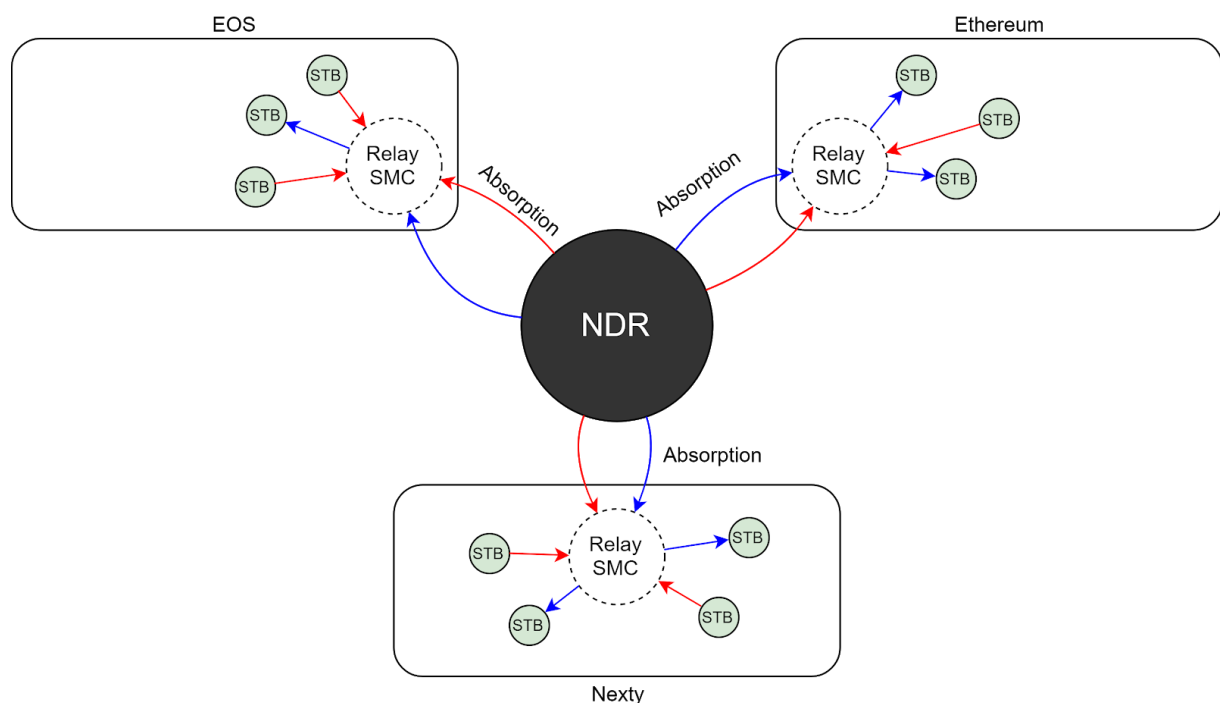 EOS
STB
STB
STB
Relay
SMC
Absorption
Ethereum
STB
STB
STB
Relay
SMC
Absorption
NDR
Absorption
STB
STB
Relay
SMC
STB
STB
Nexty